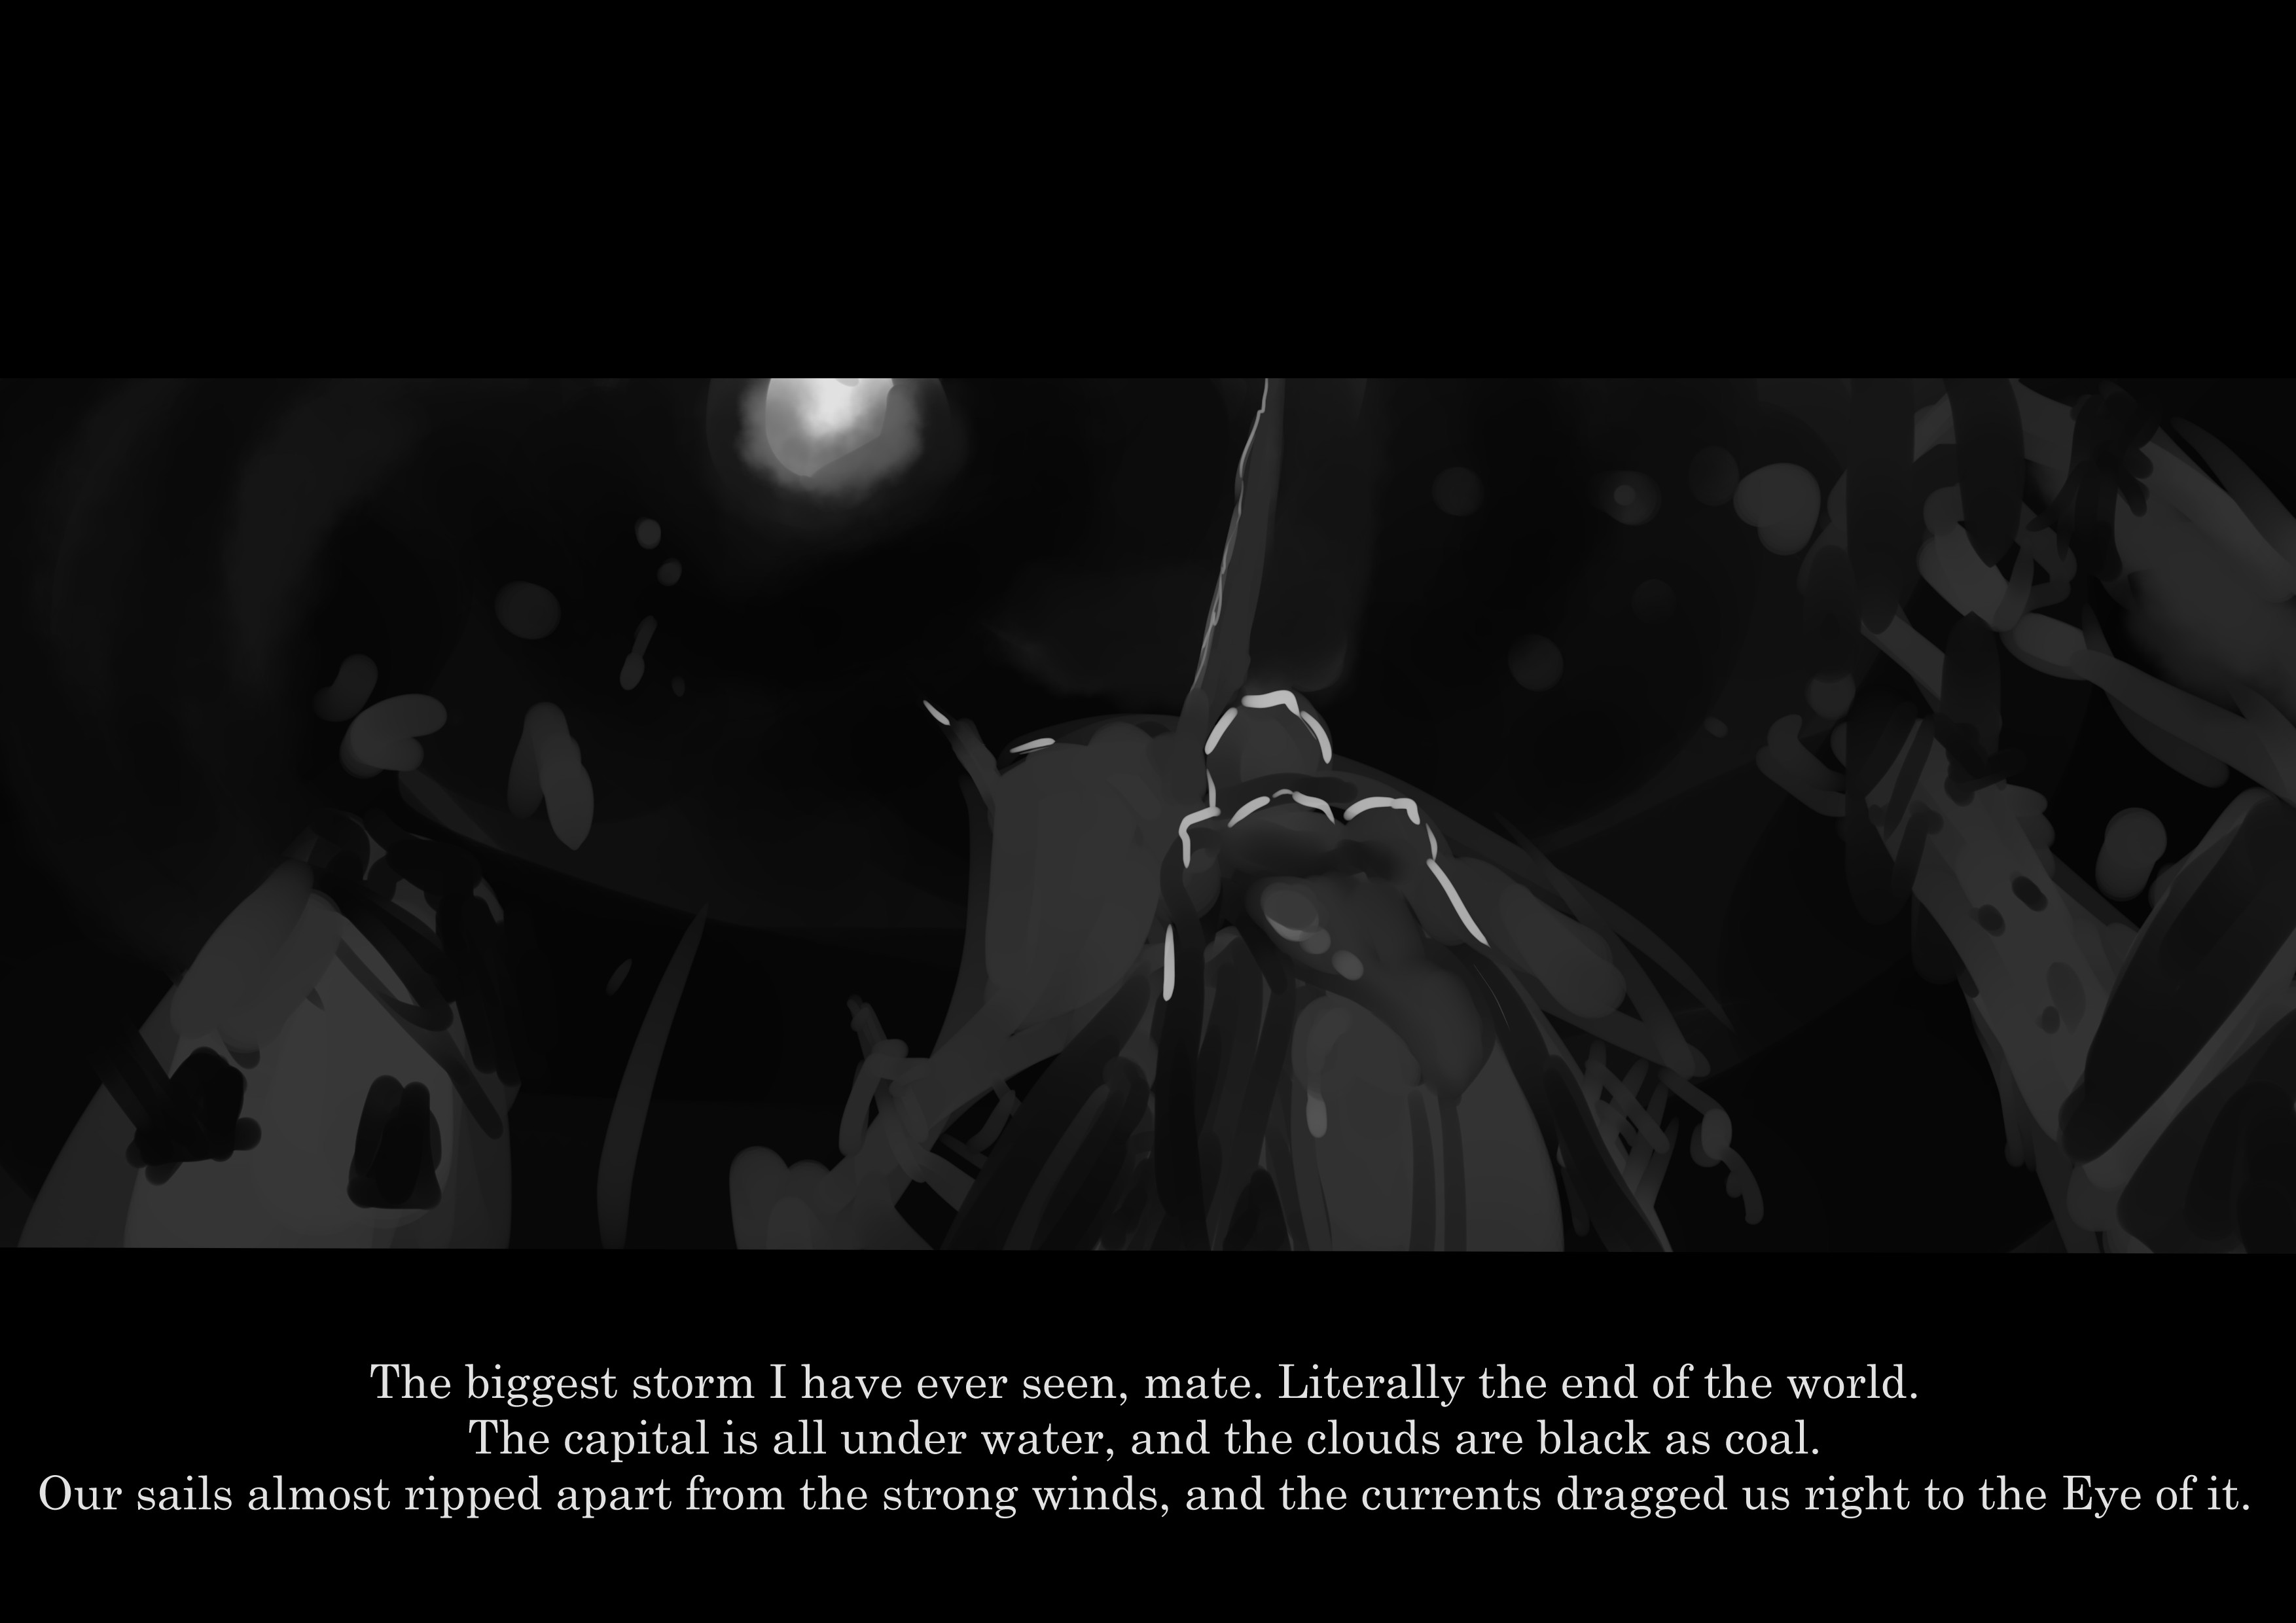 The biggest storm I have ever seen, mate. Literally the end of the world.
The capital is all under water, and the clouds are black as coal.
Our sails almost ripped apart from the strong winds, and the currents dragged us right to the Eye of it.